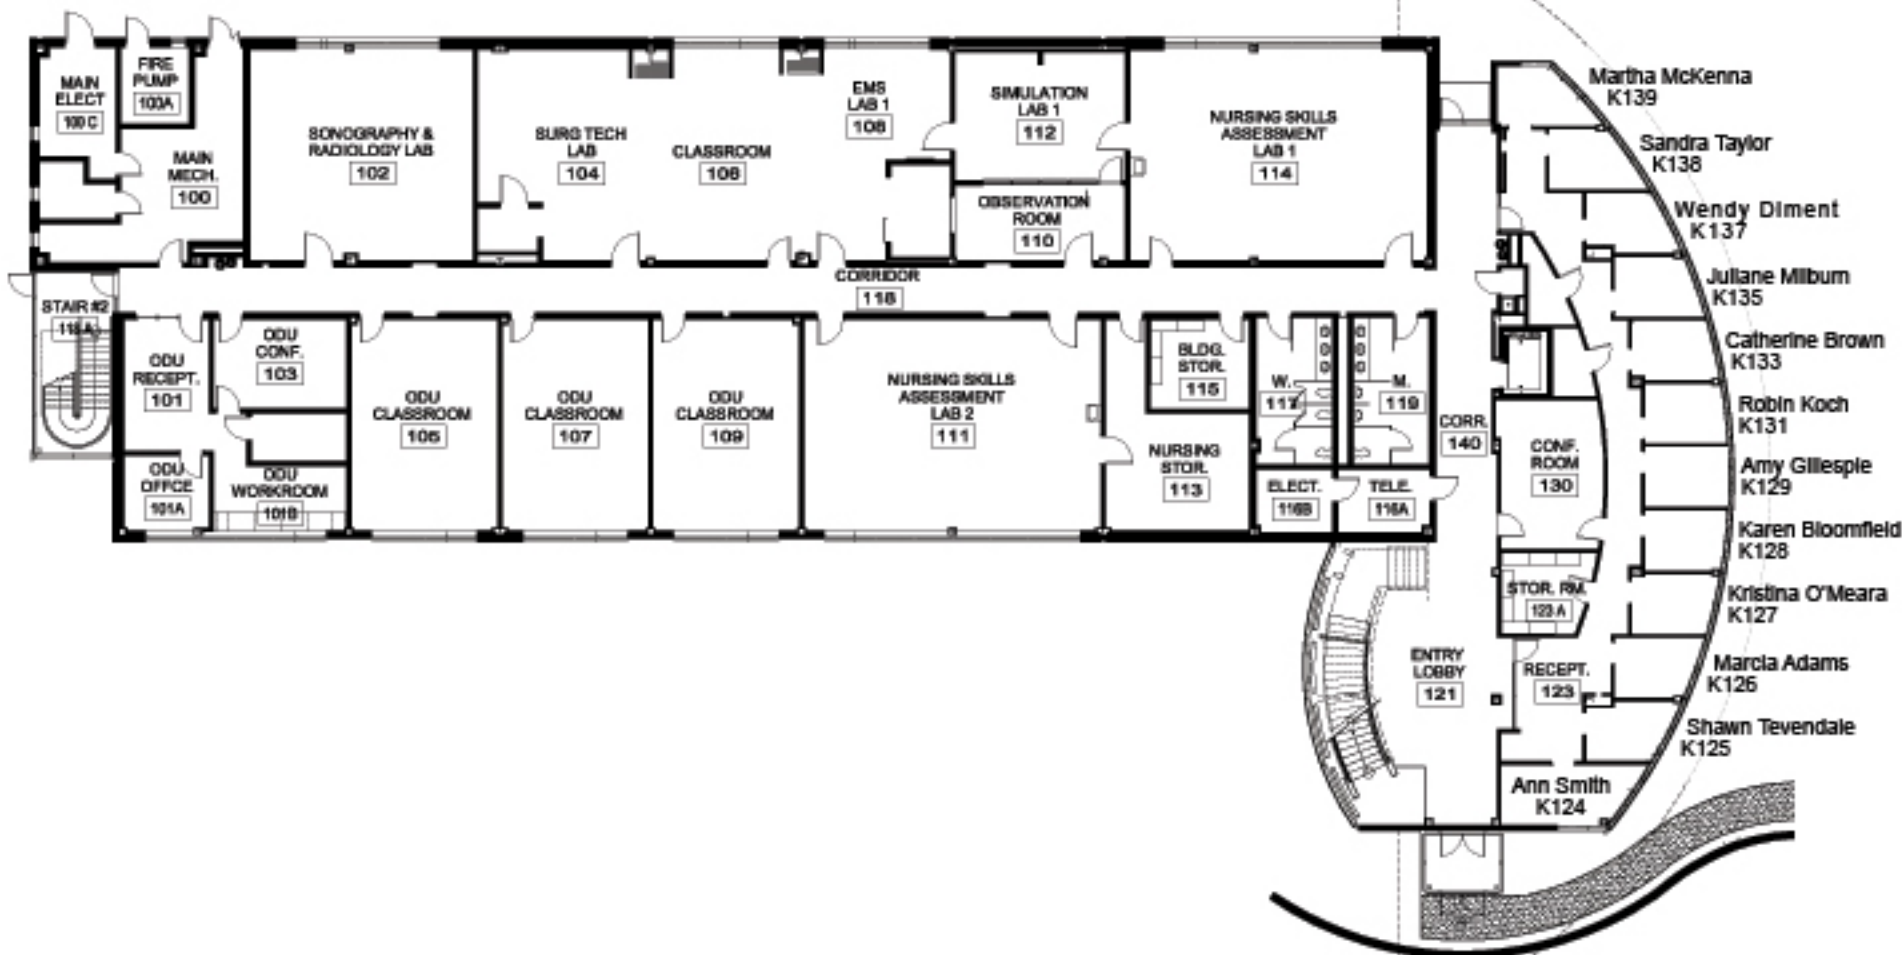 MAIN
ELECT
100 C
FIRE
PUMP
100A
MAIN
MECH.
100
SONOGRAPHY &
RADIOLOGY LAB
102
SURG TECH
LAB
104
CLASSROOM
106
EMS
LAB 1
108
SIMULATION
LAB 1
112
OBSERVATION
ROOM
110
NURSING SKILLS
ASSESSMENT
LAB 1
114
CORRIDOR
118
STAIR #2
118A
ODU
RECEPT.
101
ODU
CONF.
103
ODU
OFFICE
101A
ODU
WORKROOM
101B
ODU
CLASSROOM
105
ODU
CLASSROOM
107
ODU
CLASSROOM
109
NURSING SKILLS
ASSESSMENT
LAB 2
111
BLDG.
STOR.
115
NURSING
STOR.
113
W.
117
M.
119
ELECT.
116B
TELE.
116A
CORR.
140
CONF.
ROOM
130
STOR. RM.
123 A
ENTRY
LOBBY
121
RECEPT.
123
Martha McKenna
K139
Sandra Taylor
K138
Wendy Diment
K137
Juliane Milburn
K135
Catherine Brown
K133
Robin Koch
K131
Amy Gillespie
K129
Karen Bloomfield
K128
Kristina O'Meara
K127
Marcia Adams
K126
Shawn Tevendale
K125
Ann Smith
K124